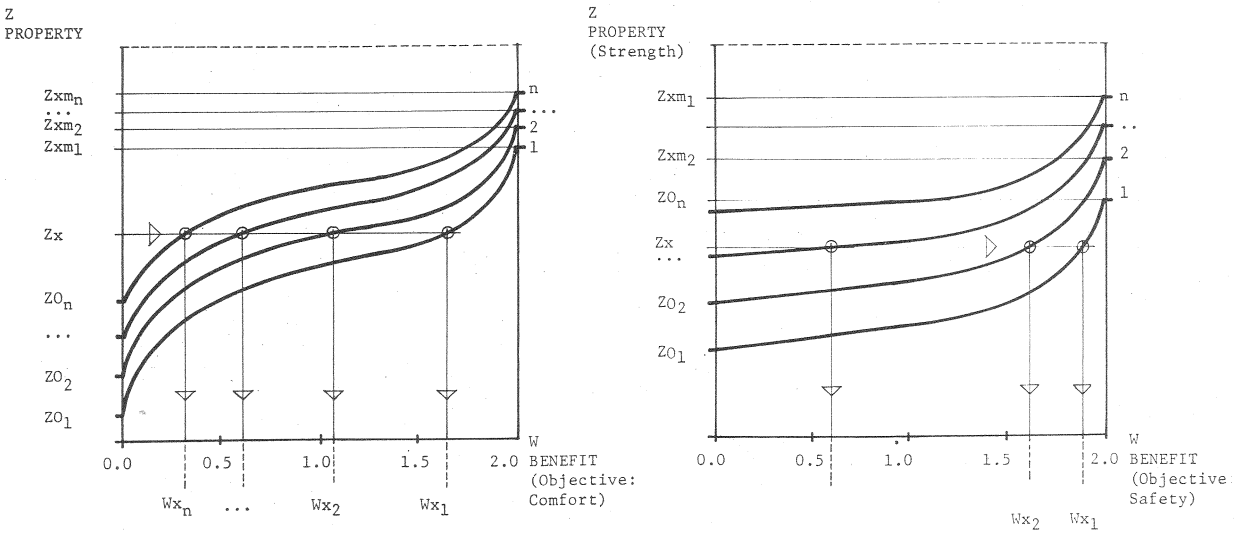 Z
PROPERTY
Zxmn
...
Zxm2
Zxm1
Zx
ZOn
...
ZO2
ZO1
n
...
2
1
0.0 0.5 1.0 1.5 2.0
W
BENEFIT
(Objective:
Comfort)
Wxn ... Wx2 Wx1
Z
PROPERTY
(Strength)
Zxm1
Zxm2
ZOn
Zx
...
ZO2
ZO1
n
..
2
1
0.0 0.5 1.0 1.5 2.0
W
BENEFIT
(Objective
Safety)
Wx2 Wx1